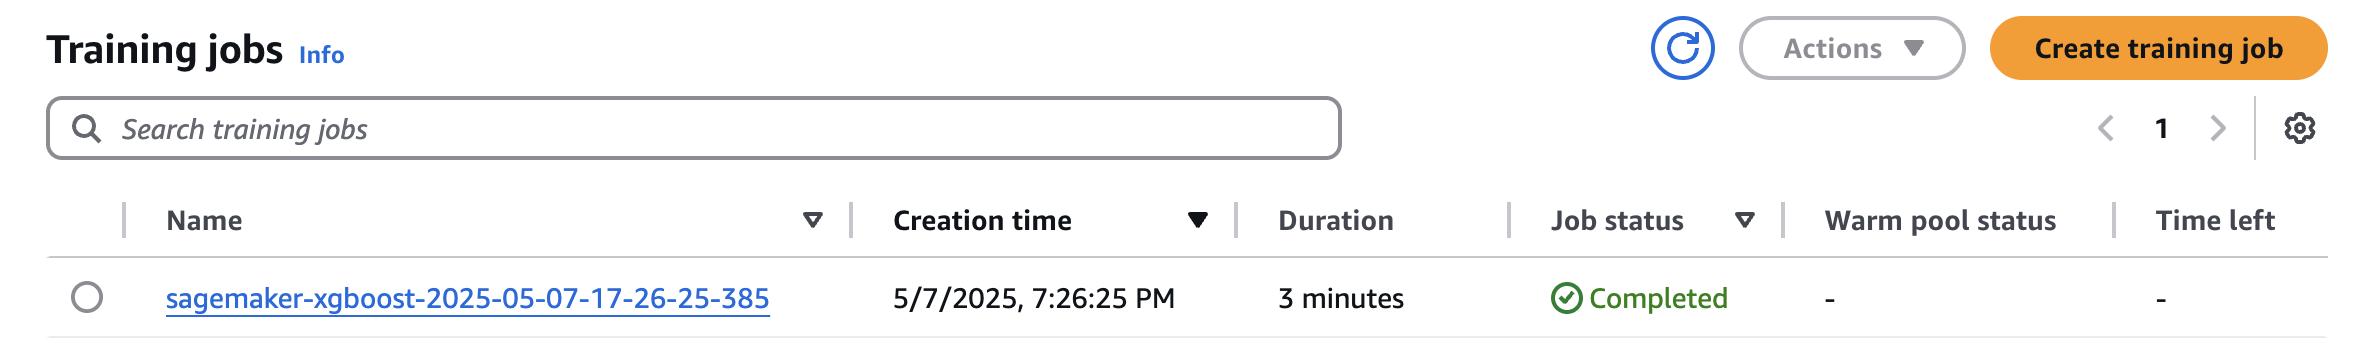 Training jobs Info
Actions
Create training job
Search training jobs
1
Name Creation time Duration Job status Warm pool status Time left
sagemaker-xgboost-2025-05-07-17-26-25-385 5/7/2025, 7:26:25 PM 3 minutes Completed - -